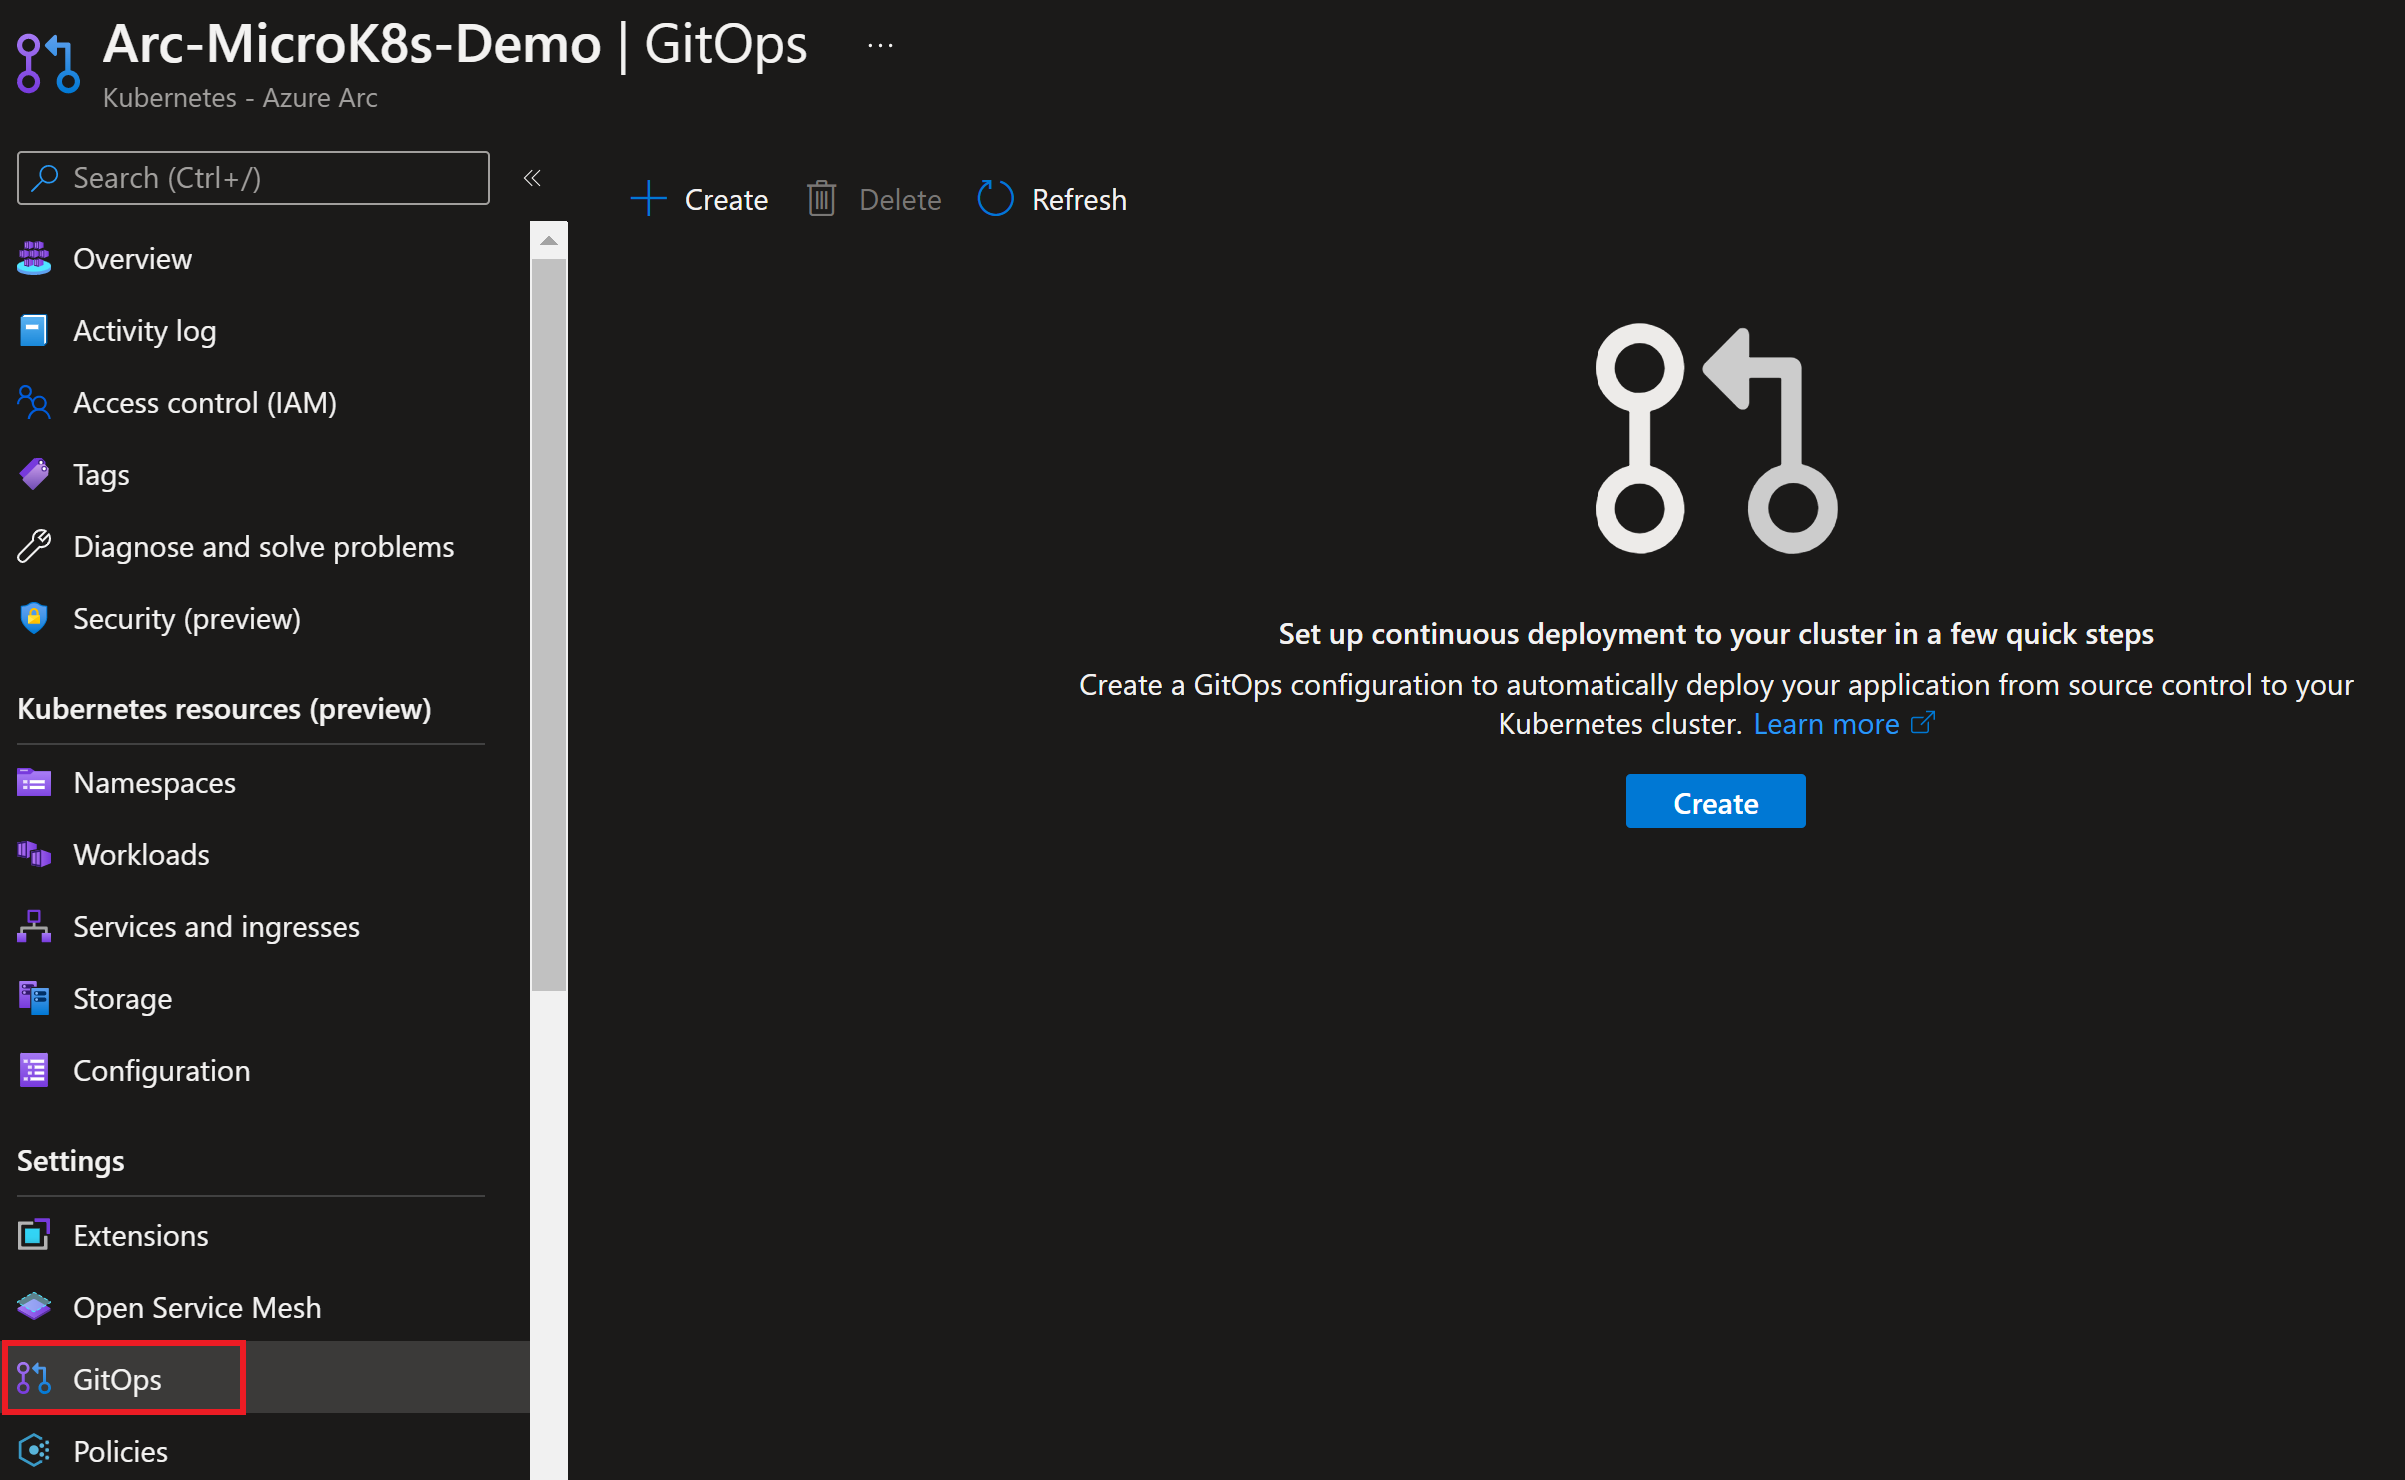 Arc-MicroK8s-Demo | GitOps ...
Kubernetes - Azure Arc
Search (Ctrl+/)
Overview
Activity log
Access control (IAM)
Tags
Diagnose and solve problems
Security (preview)
Kubernetes resources (preview)
Namespaces
Workloads
Services and ingresses
Storage
Configuration
Settings
Extensions
Open Service Mesh
GitOps
Policies
Create Delete Refresh
Set up continuous deployment to your cluster in a few quick steps
Create a GitOps configuration to automatically deploy your application from source control to your
Kubernetes cluster. Learn more
Create